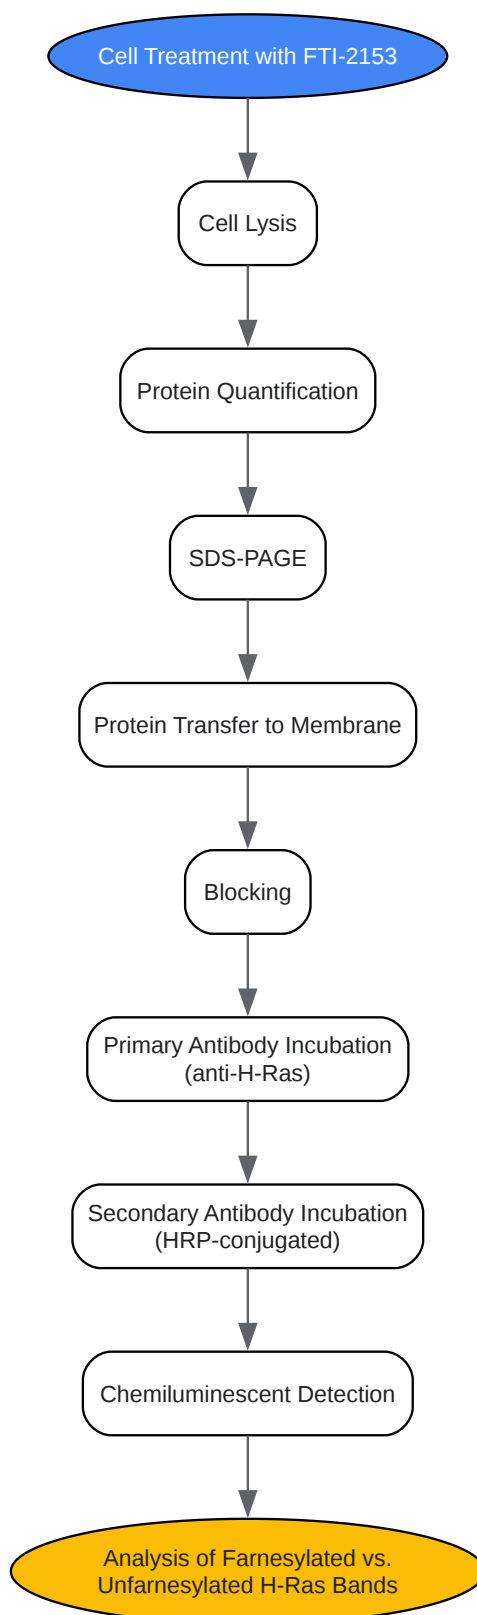 Cell Treatment with FTI-2153
Cell Lysis
Protein Quantification
SDS-PAGE
Protein Transfer to Membrane
Blocking
Primary Antibody Incubation
(anti-H-Ras)
Secondary Antibody Incubation
(HRP-conjugated)
Chemiluminescent Detection
Analysis of Farnesylated vs.
Unfarnesylated H-Ras Bands